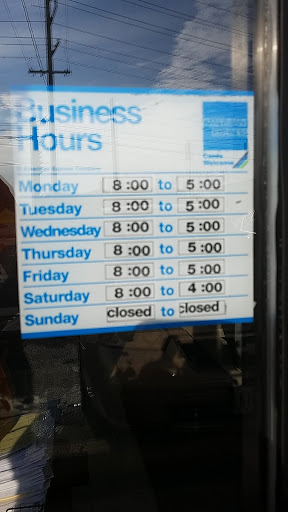 Business
Hours
Cards
Welcome
Monday 8:00 to 5:00
Tuesday 8:00 to 5:00
Wednesday 8:00 to 5:00
Thursday 8:00 to 5:00
Friday 8:00 to 5:00
Saturday 8:00 to 4:00
Sunday closed to closed